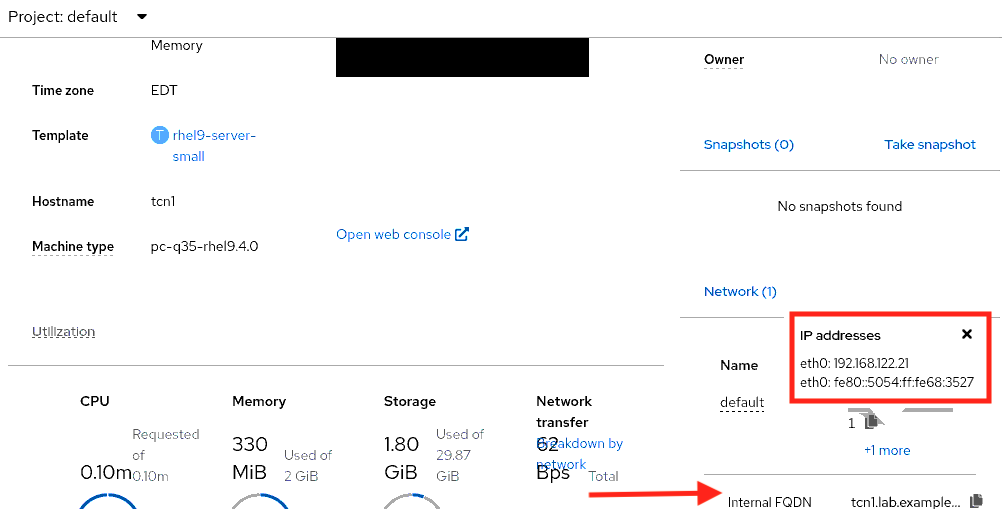 Project: default
Memory
Time zone EDT
Template T rhel9-server-
small
Hostname tcn1
Machine type pc-q35-rhel9.4.0
Open web console
Utilization
CPU
Requested
of
0.10m
0.10m
Memory
330
MiB
Used of
2 GiB
Storage
1.80
GiB
Used of
29.87
GiB
Network
transfer
62
Bps
Breakdown by
network
Total
Owner No owner
Snapshots (0) Take snapshot
No snapshots found
Network (1)
IP addresses
eth0: 192.168.122.21
eth0: fe80::5054:ff:fe68:3527
Name
default
1
+1 more
Internal FQDN tcn1.lab.example...